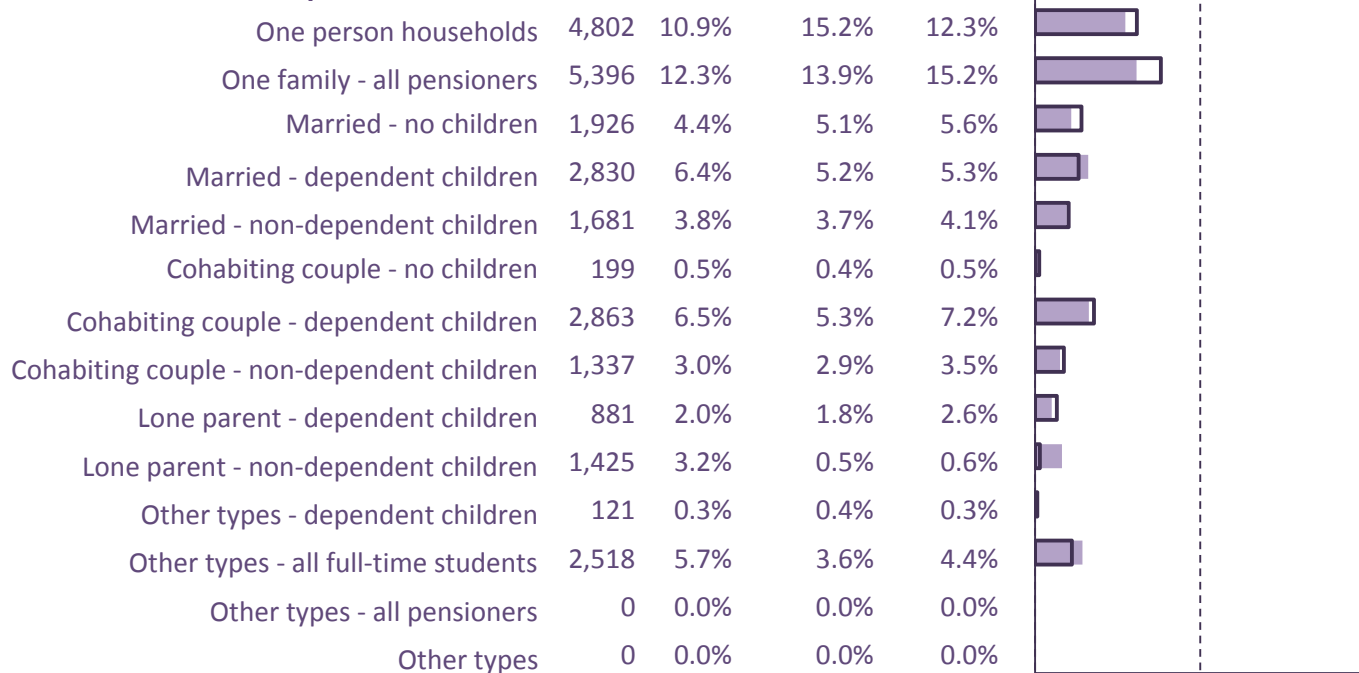 One person households 4,802 10.9% 15.2% 12.3%
One family - all pensioners 5,396 12.3% 13.9% 15.2%
Married - no children 1,926 4.4% 5.1% 5.6%
Married - dependent children 2,830 6.4% 5.2% 5.3%
Married - non-dependent children 1,681 3.8% 3.7% 4.1%
Cohabiting couple - no children 199 0.5% 0.4% 0.5%
Cohabiting couple - dependent children 2,863 6.5% 5.3% 7.2%
Cohabiting couple - non-dependent children 1,337 3.0% 2.9% 3.5%
Lone parent - dependent children 881 2.0% 1.8% 2.6%
Lone parent - non-dependent children 1,425 3.2% 0.5% 0.6%
Other types - dependent children 121 0.3% 0.4% 0.3%
Other types - all full-time students 2,518 5.7% 3.6% 4.4%
Other types - all pensioners 0 0.0% 0.0% 0.0%
Other types 0 0.0% 0.0% 0.0%